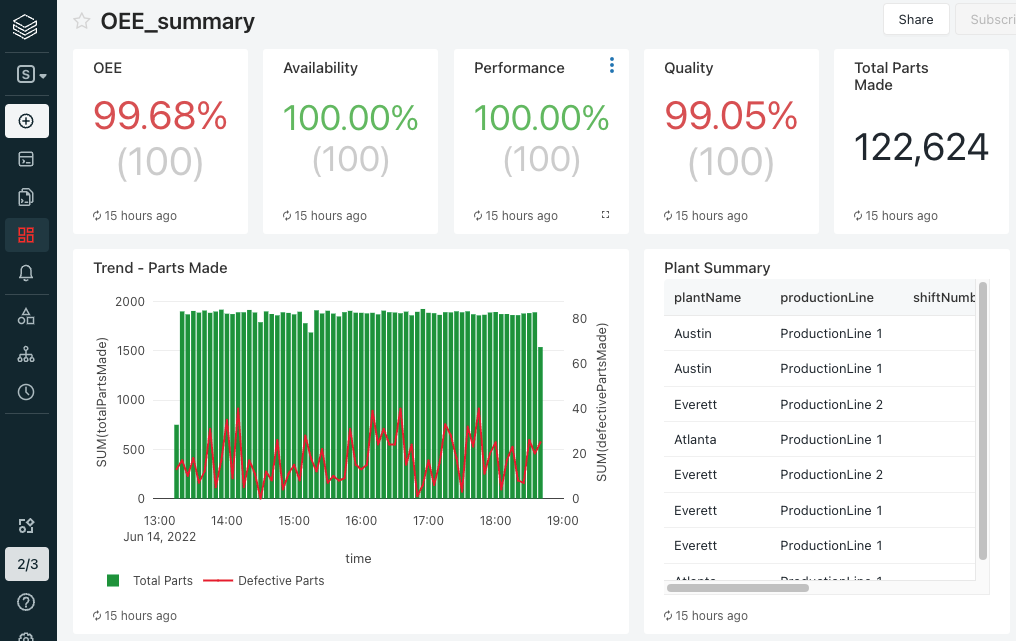 OEE_summary
Share
Subscri
S
2/3
OEE
99.68%
(100)
15 hours ago
Availability
100.00%
(100)
15 hours ago
Performance
100.00%
(100)
15 hours ago
Quality
99.05%
(100)
15 hours ago
Total Parts
Made
122,624
15 hours ago
Trend - Parts Made
2000
1500
1000
500
0
SUM(totalPartsMade)
80
60
40
20
0
SUM(defectivePartsMade)
13:00 14:00 15:00 16:00 17:00 18:00 19:00
Jun 14, 2022
time
Total Parts Defective Parts
15 hours ago
Plant Summary
plantName productionLine shiftNumb
Austin ProductionLine 1
Austin ProductionLine 1
Everett ProductionLine 2
Atlanta ProductionLine 1
Everett ProductionLine 2
Everett ProductionLine 1
Everett ProductionLine 1
Atlanta ProductionLine 1
15 hours ago